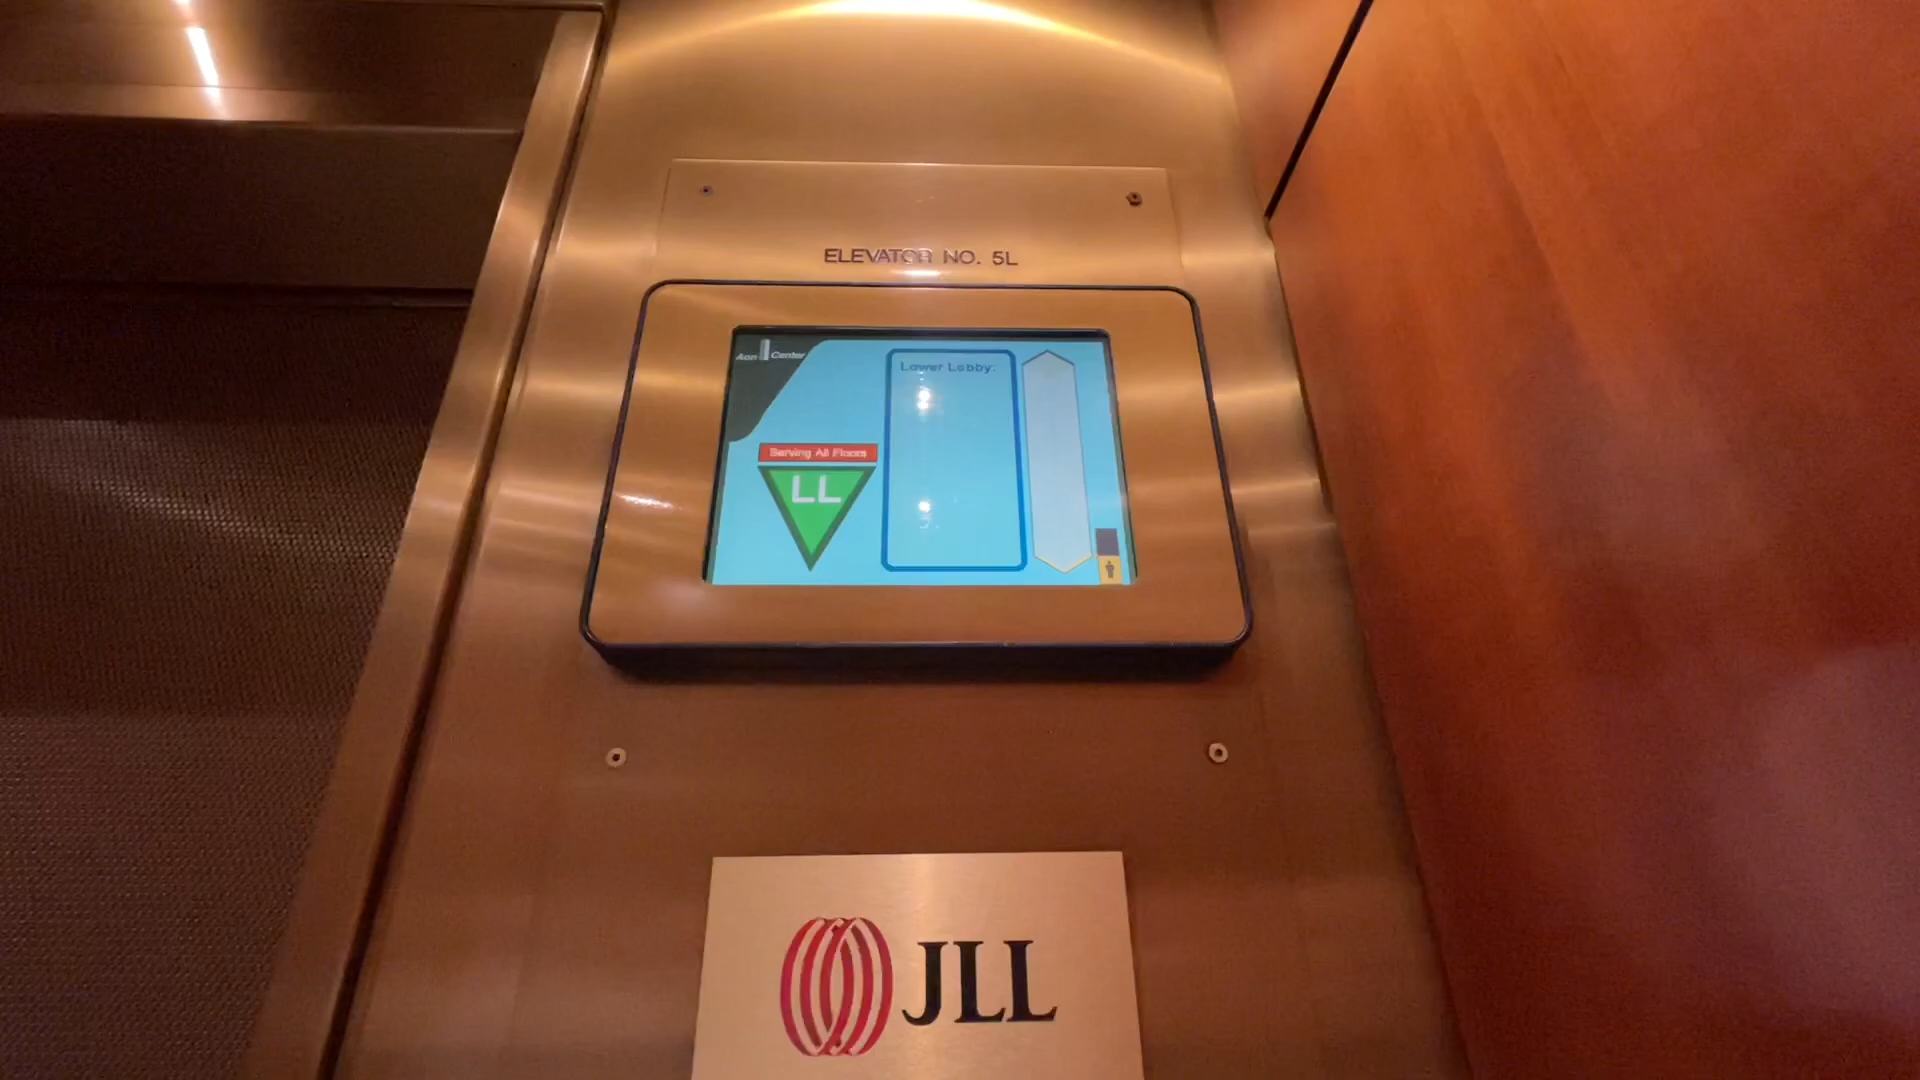 ELEVATOR NO. 5L
Aon Center
Lower Lobby:
Serving All Floors
LL
JLL